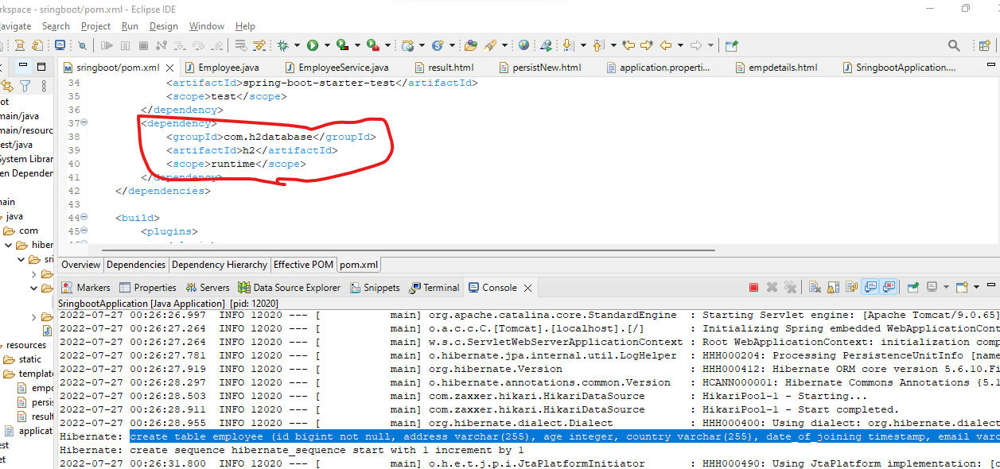 rkspace - sringboot/pom.xml - Eclipse IDE
avigate Search Project Run Design Window Help
sringboot/pom.xml Employee.java EmployeeService.java result.html persistNew.html application.properti... empdetails.html SringbootApplication....
34 <artifactId>spring-boot-starter-test</artifactId>
35 <scope>test</scope>
36 </dependency>
37 <dependency>
38 <groupId>com.h2database</groupId>
39 <artifactId>h2</artifactId>
40 <scope>runtime</scope>
41 </dependency>
42 </dependencies>
43
44 <build>
45 <plugins>
ot
main/java
main/resourc
est/java
System Librar
en Dependen
main
java
com
hiber
sri
resources
static
template
empd
persis
result
applicat
est
et
Overview Dependencies Dependency Hierarchy Effective POM pom.xml
Markers Properties Servers Data Source Explorer Snippets Terminal Console
SringbootApplication [Java Application] [pid: 12020]
2022-07-27 00:26:26.997 INFO 12020 --- [ main] org.apache.catalina.core.StandardEngine : Starting Servlet engine: [Apache Tomcat/9.0.65]
2022-07-27 00:26:27.264 INFO 12020 --- [ main] o.a.c.c.C.[Tomcat].[localhost].[/] : Initializing Spring embedded WebApplicationCont
2022-07-27 00:26:27.264 INFO 12020 --- [ main] w.s.c.ServletWebServerApplicationContext : Root WebApplicationContext: initialization comp
2022-07-27 00:26:27.781 INFO 12020 --- [ main] o.hibernate.jpa.internal.util.LogHelper : HHH000204: Processing PersistenceUnitInfo [name
2022-07-27 00:26:27.919 INFO 12020 --- [ main] org.hibernate.Version : HHH000412: Hibernate ORM core version 5.6.10.Fi
2022-07-27 00:26:28.297 INFO 12020 --- [ main] o.hibernate.annotations.common.Version : HCANN000001: Hibernate Commons Annotations {5.1
2022-07-27 00:26:28.503 INFO 12020 --- [ main] com.zaxxer.hikari.HikariDataSource : HikariPool-1 - Starting...
2022-07-27 00:26:28.911 INFO 12020 --- [ main] com.zaxxer.hikari.HikariDataSource : HikariPool-1 - Start completed.
2022-07-27 00:26:28.955 INFO 12020 --- [ main] org.hibernate.dialect.Dialect : HHH000400: Using dialect: org.hibernate.dialect
Hibernate: create table employee (id bigint not null, address varchar(255), age integer, country varchar(255), date_of_joining timestamp, email varc
Hibernate: create sequence hibernate_sequence start with 1 increment by 1
2022-07-27 00:26:31.800 INFO 12020 --- [ main] o.h.e.t.j.p.i.JtaPlatformInitiator : HHH000490: Using JtaPlatform implementation: [o